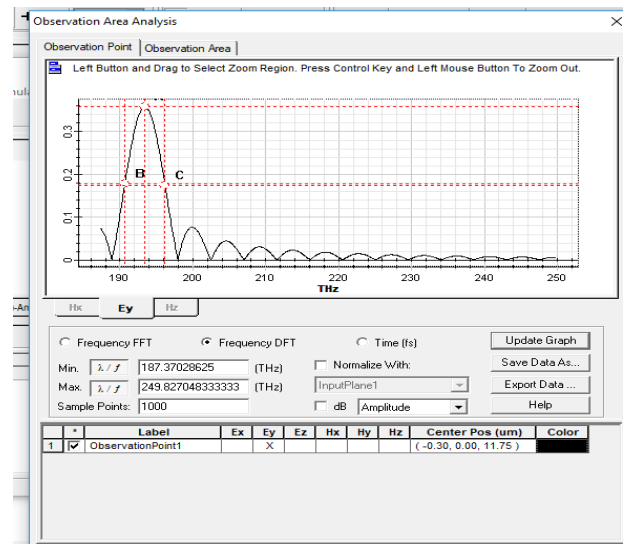 Observation Area Analysis
Observation Point Observation Area
Left Button and Drag to Select Zoom Region. Press Control Key and Left Mouse Button To Zoom Out.
0.3
0.2
0.1
0
B C
190 200 210 220 230 240 250
THz
Hx Ey Hz
Frequency FFT Frequency DFT Time (fs)
Update Graph
Min. λ / f 187.37028625 (THz) Normalize With: Save Data As...
Max. λ / f 249.827048333333 (THz) InputPlane1 Export Data ...
Sample Points: 1000 dB Amplitude Help
* Label Ex Ey Ez Hx Hy Hz Center Pos (um) Color
1 ObservationPoint1 X ( -0.30, 0.00, 11.75 )